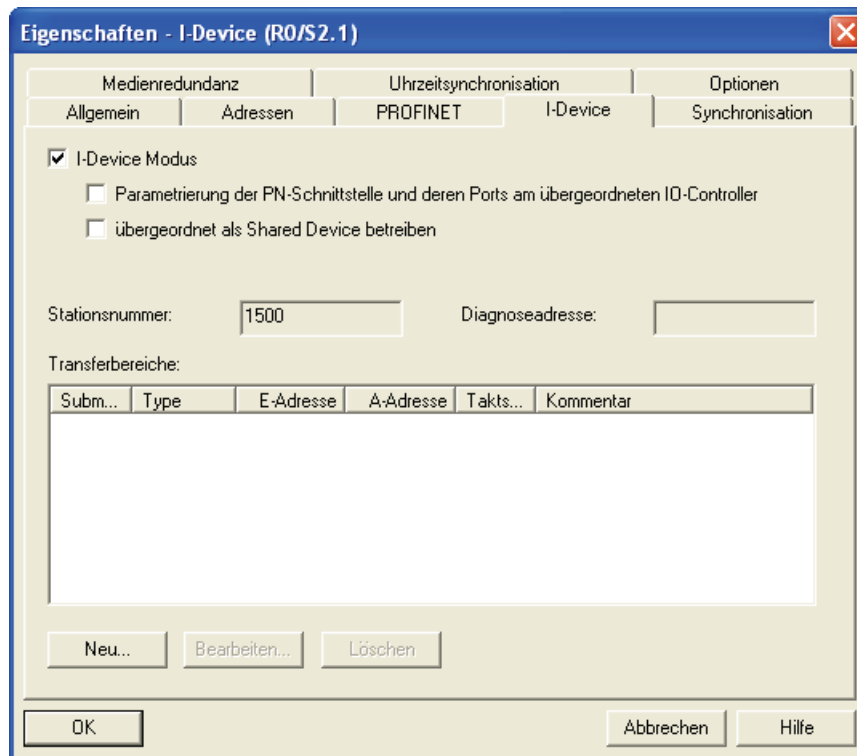 Eigenschaften - I-Device (R0/S2.1)
Medienredundanz Uhrzeitsynchronisation Optionen
Allgemein Adressen PROFINET I-Device Synchronisation
I-Device Modus
Parametrierung der PN-Schnittstelle und deren Ports am übergeordneten IO-Controller
übergeordnet als Shared Device betreiben
Stationsnummer: 1500 Diagnoseadresse:
Transferbereiche:
Subm... Type E-Adresse A-Adresse Takts... Kommentar
Neu... Bearbeiten... Löschen
OK Abbrechen Hilfe